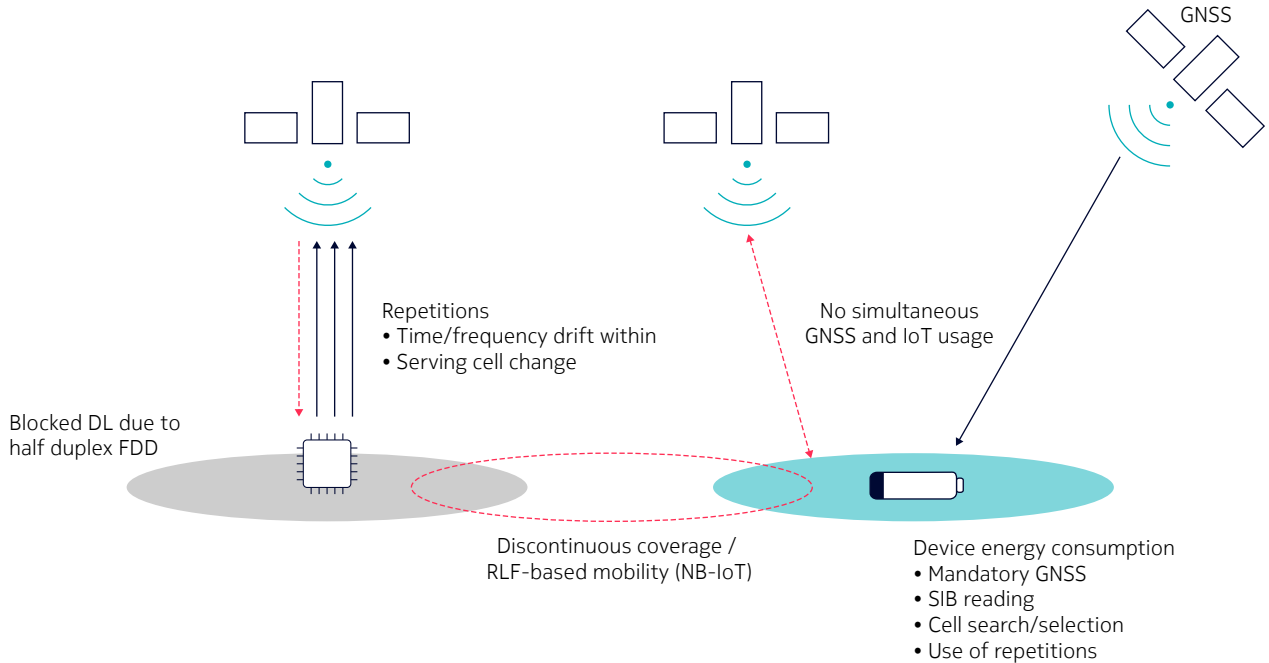 GNSS
Repetitions
• Time/frequency drift within
• Serving cell change
No simultaneous
GNSS and IoT usage
Blocked DL due to
half duplex FDD
Discontinuous coverage /
RLF-based mobility (NB-IoT)
Device energy consumption
• Mandatory GNSS
• SIB reading
• Cell search/selection
• Use of repetitions